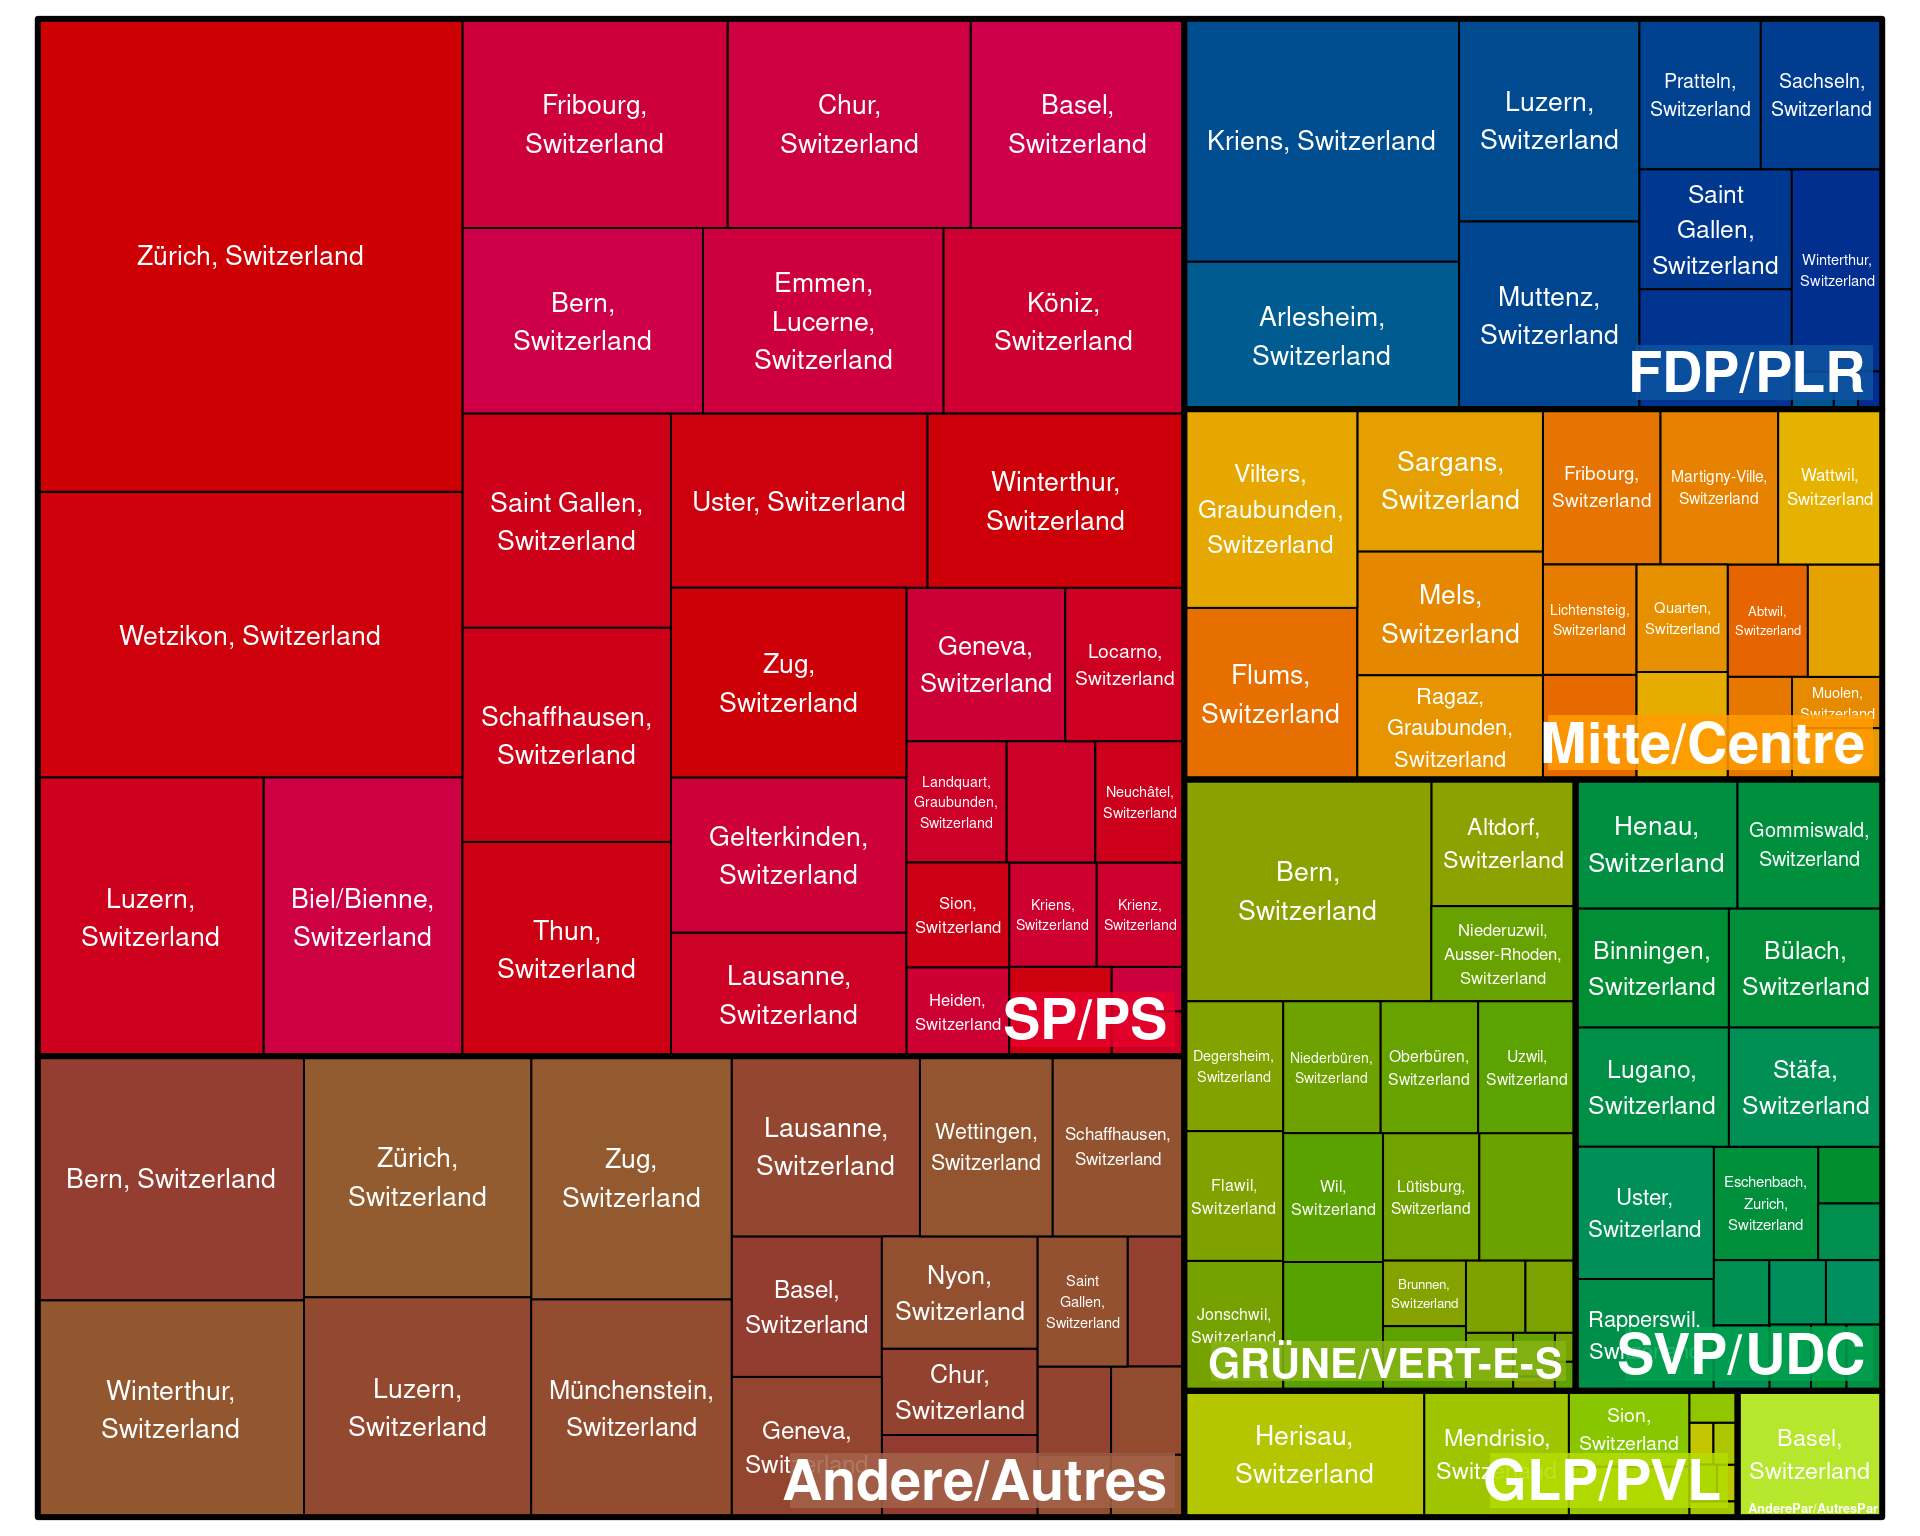 Zürich, Switzerland
Wetzikon, Switzerland
Luzern,
Switzerland
Biel/Bienne,
Switzerland
Fribourg,
Switzerland
Chur,
Switzerland
Basel,
Switzerland
Bern,
Switzerland
Emmen,
Lucerne,
Switzerland
Köniz,
Switzerland
Saint Gallen,
Switzerland
Uster, Switzerland
Winterthur,
Switzerland
Schaffhausen,
Switzerland
Thun,
Switzerland
Zug,
Switzerland
Gelterkinden,
Switzerland
Lausanne,
Switzerland
Geneva,
Switzerland
Locarno,
Switzerland
Landquart,
Graubunden,
Switzerland
Neuchâtel,
Switzerland
Sion,
Switzerland
Kriens,
Switzerland
Krienz,
Switzerland
Heiden,
Switzerland
SP/PS
Bern, Switzerland
Winterthur,
Switzerland
Zürich,
Switzerland
Luzern,
Switzerland
Zug,
Switzerland
Münchenstein,
Switzerland
Lausanne,
Switzerland
Wettingen,
Switzerland
Schaffhausen,
Switzerland
Basel,
Switzerland
Geneva,
Switzerland
Nyon,
Switzerland
Chur,
Switzerland
Saint
Gallen,
Switzerland
Andere/Autres
Kriens, Switzerland
Arlesheim,
Switzerland
Luzern,
Switzerland
Muttenz,
Switzerland
Pratteln,
Switzerland
Sachseln,
Switzerland
Saint
Gallen,
Switzerland
Winterthur,
Switzerland
FDP/PLR
Vilters,
Graubunden,
Switzerland
Flums,
Switzerland
Sargans,
Switzerland
Mels,
Switzerland
Ragaz,
Graubunden,
Switzerland
Fribourg,
Switzerland
Martigny-Ville,
Switzerland
Wattwil,
Switzerland
Lichtensteig,
Switzerland
Quarten,
Switzerland
Abtwil,
Switzerland
Muolen,
Switzerland
Mitte/Centre
Bern,
Switzerland
Altdorf,
Switzerland
Niederuzwil,
Ausser-Rhoden,
Switzerland
Degersheim,
Switzerland
Niederbüren,
Switzerland
Oberbüren,
Switzerland
Uzwil,
Switzerland
Flawil,
Switzerland
Wil,
Switzerland
Lütisburg,
Switzerland
Jonschwil,
Switzerland
Brunnen,
Switzerland
GRÜNE/VERT-E-S
Henau,
Switzerland
Gommiswald,
Switzerland
Binningen,
Switzerland
Bülach,
Switzerland
Lugano,
Switzerland
Stäfa,
Switzerland
Uster,
Switzerland
Eschenbach,
Zurich,
Switzerland
Rapperswil,
SVP/UDC
Herisau,
Switzerland
Mendrisio,
Switzerland
Sion,
Switzerland
GLP/PVL
Basel,
Switzerland
AnderePar/AutresPar